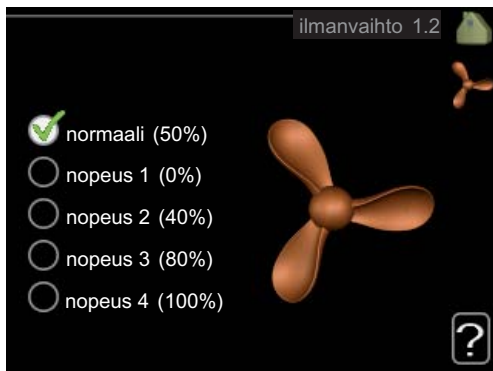 ilmanvaihto 1.2
normaali (50%)
nopeus 1 (0%)
nopeus 2 (40%)
nopeus 3 (80%)
nopeus 4 (100%)
?